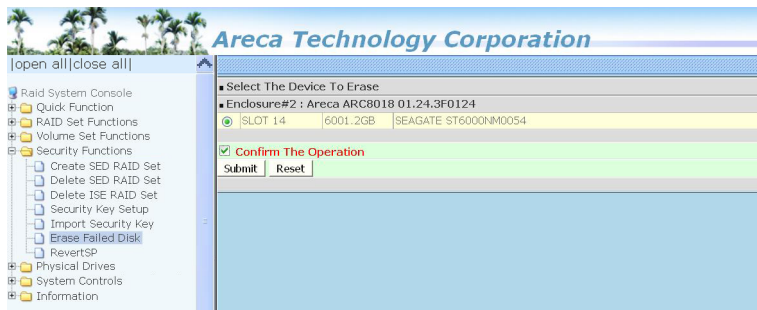 Areca Technology Corporation
|open all|close all|
Raid System Console
Quick Function
RAID Set Functions
Volume Set Functions
Security Functions
Create SED RAID Set
Delete SED RAID Set
Delete ISE RAID Set
Security Key Setup
Import Security Key
Erase Failed Disk
RevertSP
Physical Drives
System Controls
Information
Select The Device To Erase
Enclosure#2 : Areca ARC8018 01.24.3F0124
SLOT 14 6001.2GB SEAGATE ST6000NM0054
Confirm The Operation
Submit Reset